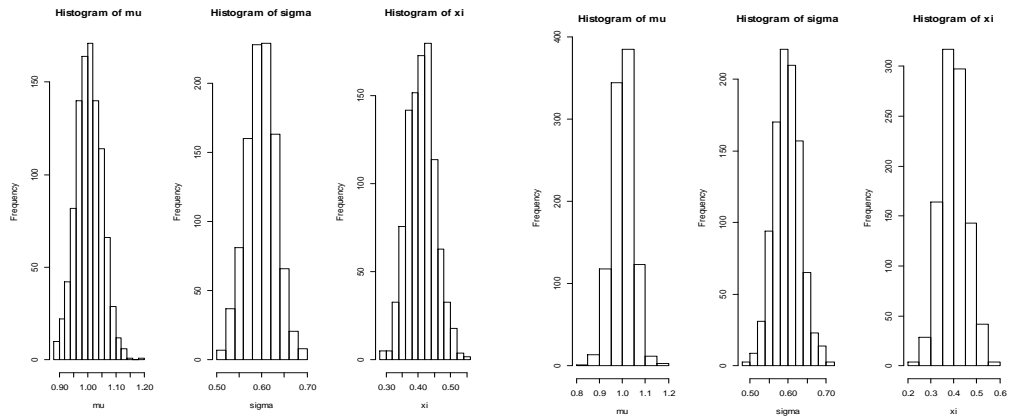 Histogram of mu
Frequency
0
50
100
150
0.90
1.00
1.10
1.20
mu
Histogram of sigma
Frequency
0
50
100
150
200
0.50
0.60
0.70
sigma
Histogram of xi
Frequency
0
50
100
150
0.30
0.40
0.50
xi
Histogram of mu
Frequency
0
100
200
300
400
0.8
0.9
1.0
1.1
1.2
mu
Histogram of sigma
Frequency
0
50
100
150
200
0.50
0.60
0.70
sigma
Histogram of xi
Frequency
0
50
100
150
200
250
300
0.2
0.3
0.4
0.5
0.6
xi